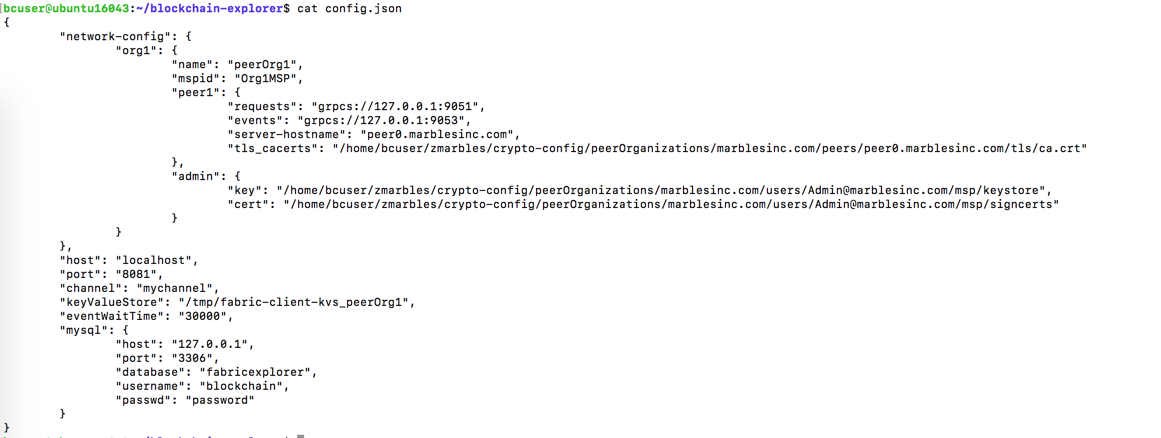 [bcuser@ubuntu16043:~/blockchain-explorer$ cat config.json
{
"network-config": {
"org1": {
"name": "peerOrg1",
"mspid": "Org1MSP",
"peer1": {
"requests": "grpcs://127.0.0.1:9051",
"events": "grpcs://127.0.0.1:9053",
"server-hostname": "peer0.marblesinc.com",
"tls_cacerts": "/home/bcuser/zmarbles/crypto-config/peerOrganizations/marblesinc.com/peers/peer0.marblesinc.com/tls/ca.crt"
},
"admin": {
"key": "/home/bcuser/zmarbles/crypto-config/peerOrganizations/marblesinc.com/users/Admin@marblesinc.com/msp/keystore",
"cert": "/home/bcuser/zmarbles/crypto-config/peerOrganizations/marblesinc.com/users/Admin@marblesinc.com/msp/signcerts"
}
}
},
"host": "localhost",
"port": "8081",
"channel": "mychannel",
"keyValueStore": "/tmp/fabric-client-kvs_peerOrg1",
"eventWaitTime": "30000",
"mysql": {
"host": "127.0.0.1",
"port": "3306",
"database": "fabricexplorer",
"username": "blockchain",
"passwd": "password"
}
}